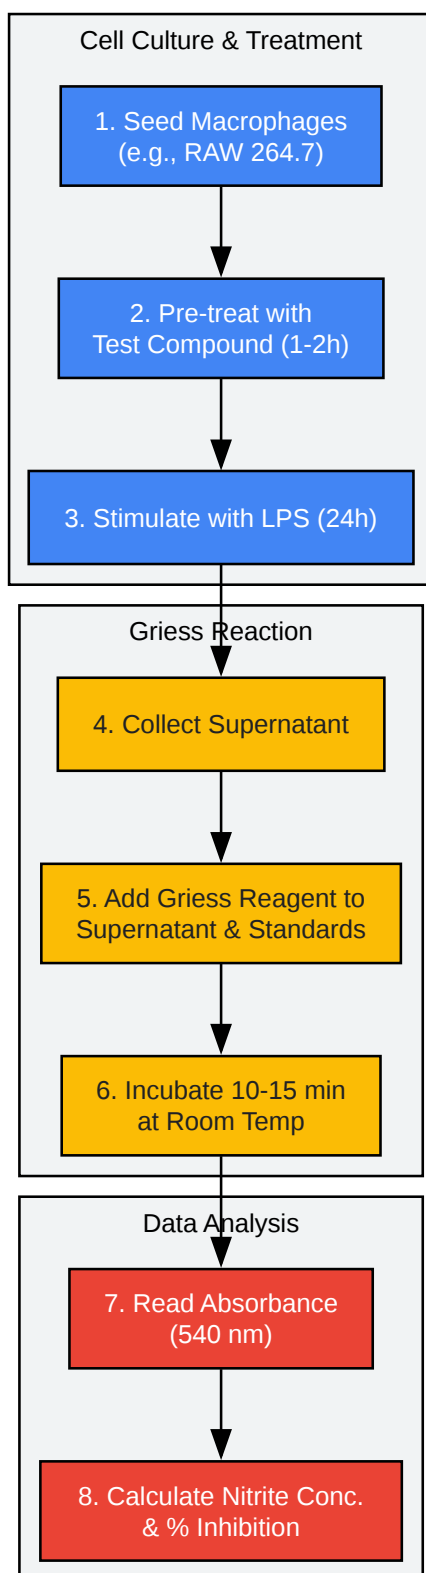 Cell Culture & Treatment
1. Seed Macrophages
(e.g., RAW 264.7)
2. Pre-treat with
Test Compound (1-2h)
3. Stimulate with LPS (24h)
Griess Reaction
4. Collect Supernatant
5. Add Griess Reagent to
Supernatant & Standards
6. Incubate 10-15 min
at Room Temp
Data Analysis
7. Read Absorbance
(540 nm)
8. Calculate Nitrite Conc.
& % Inhibition